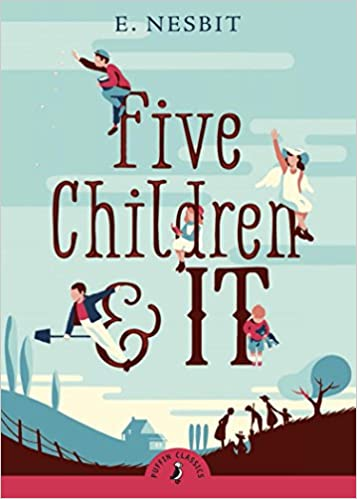 E. NESBIT
Five
Children
& IT
PUFFIN CLASSICS